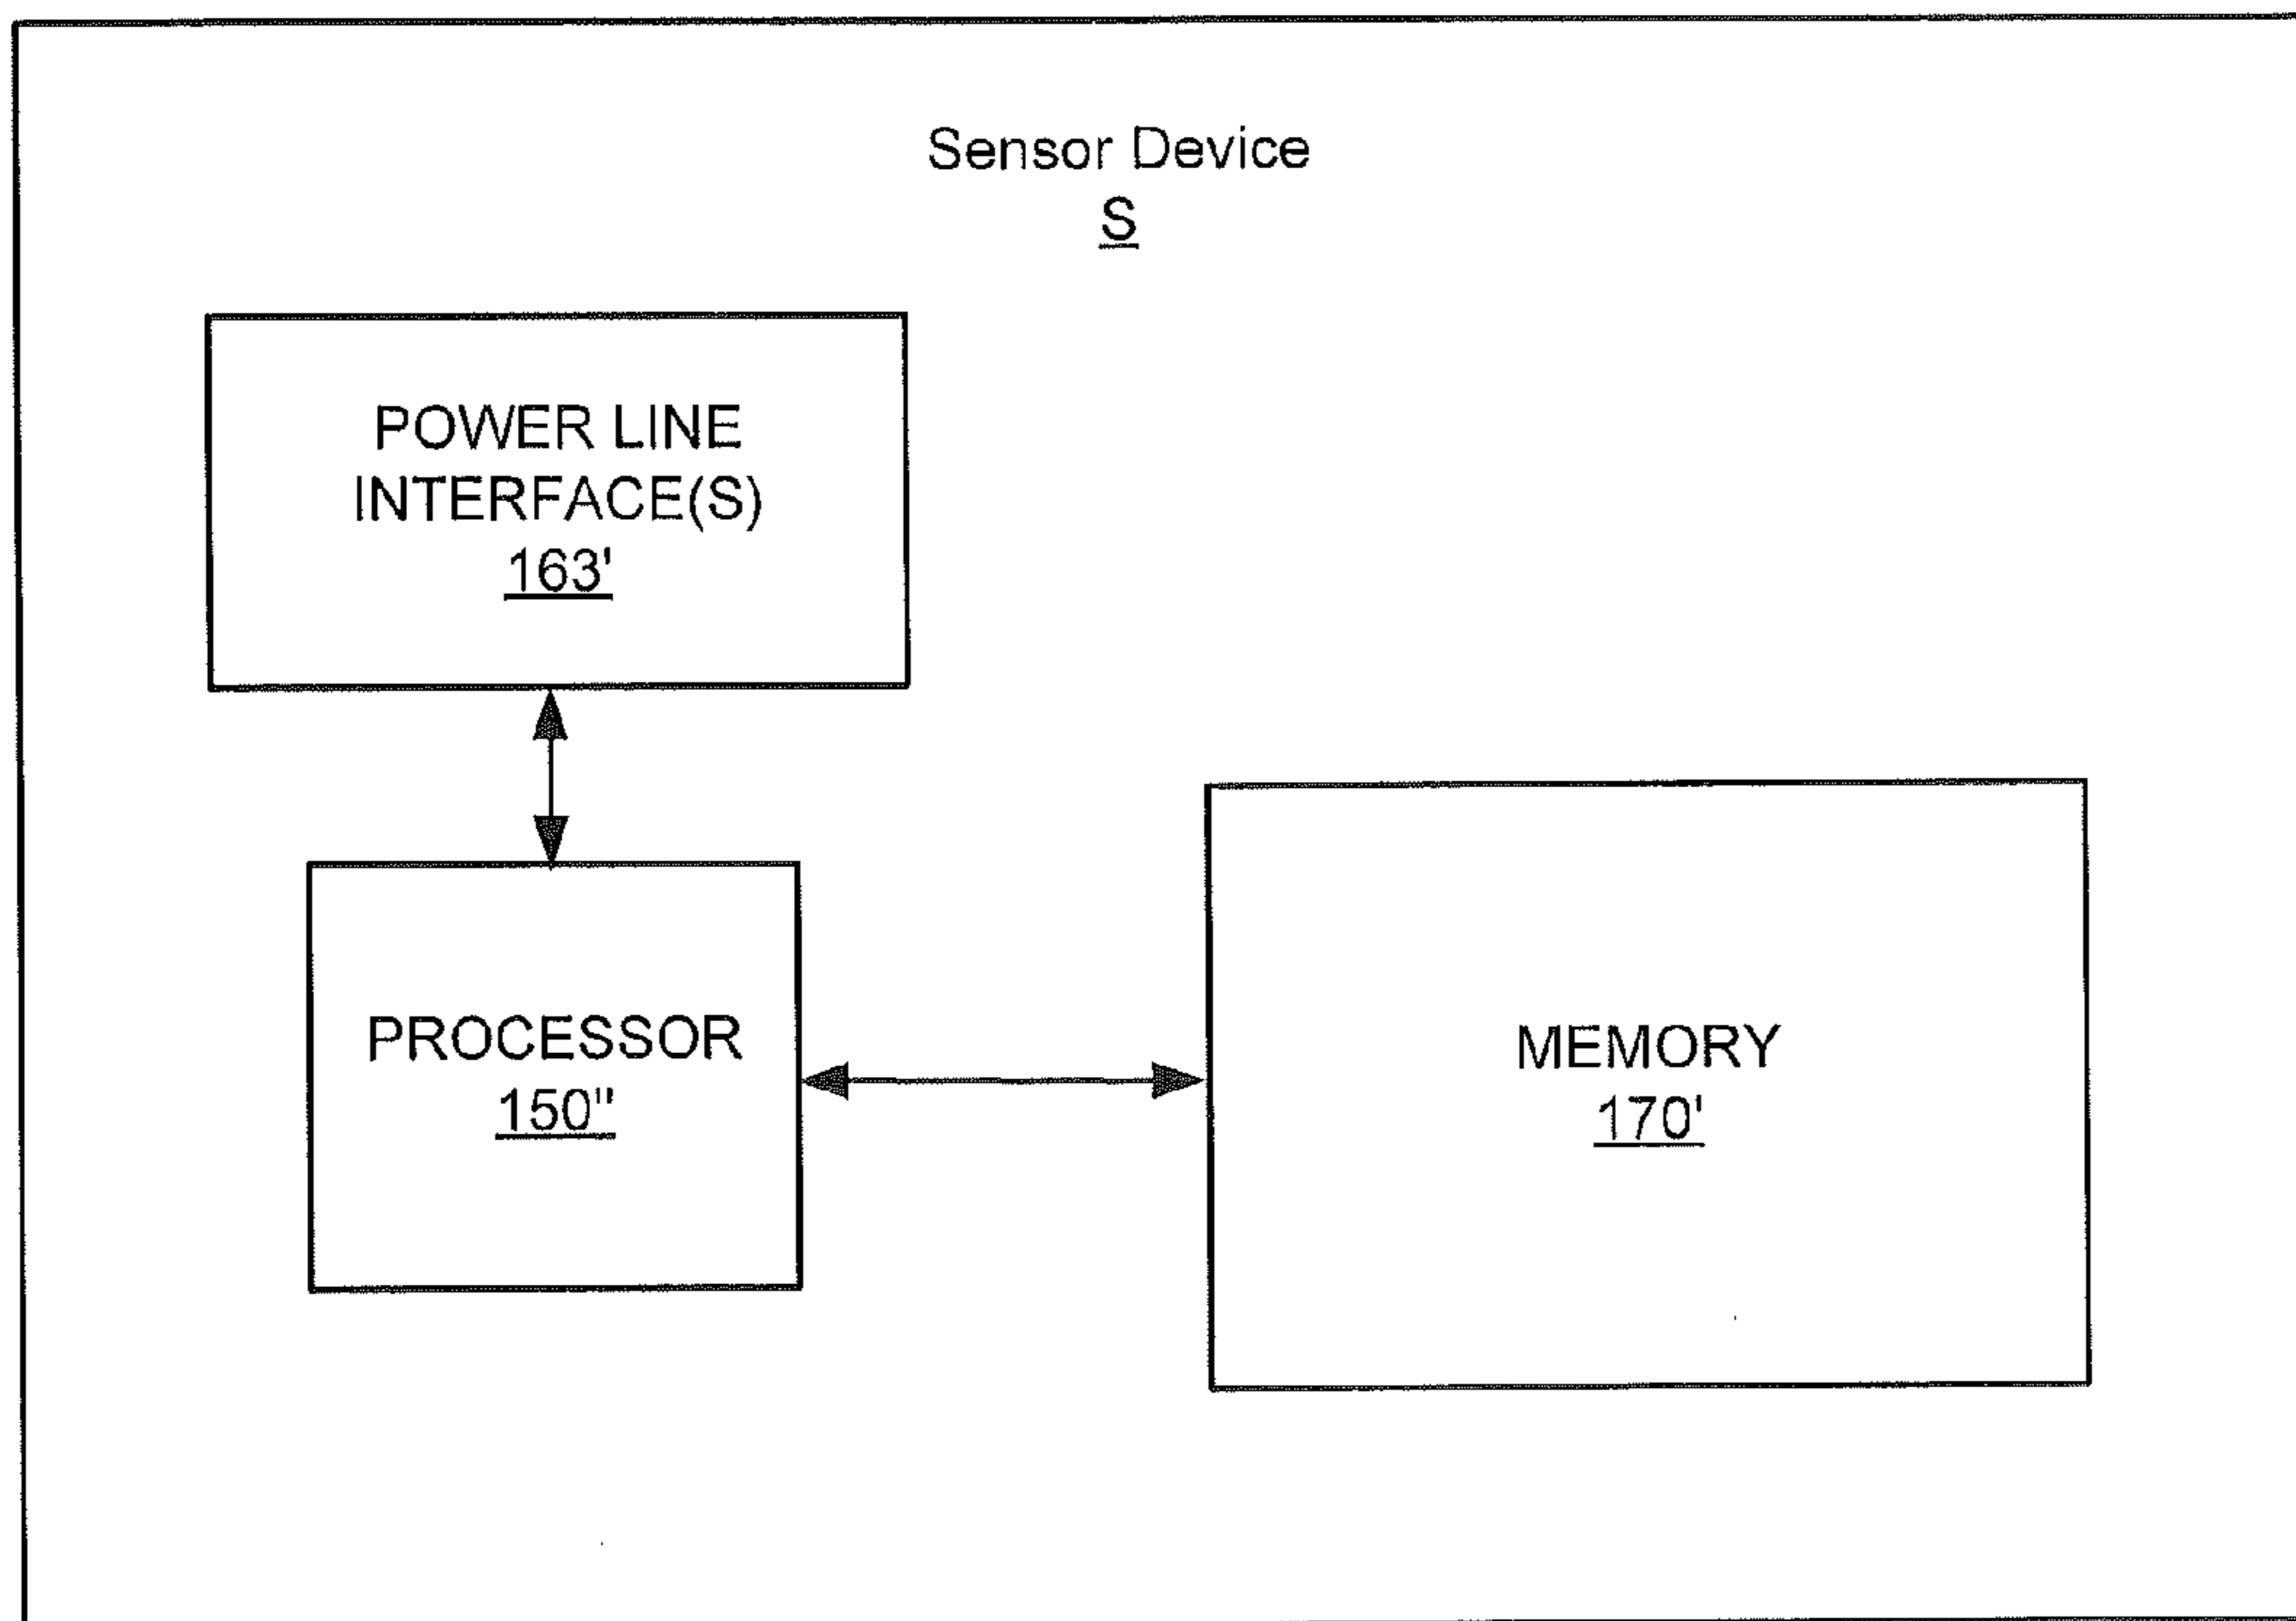 Sensor Device
S
POWER LINE
INTERFACE(S)
163'
PROCESSOR
150"
MEMORY
170'